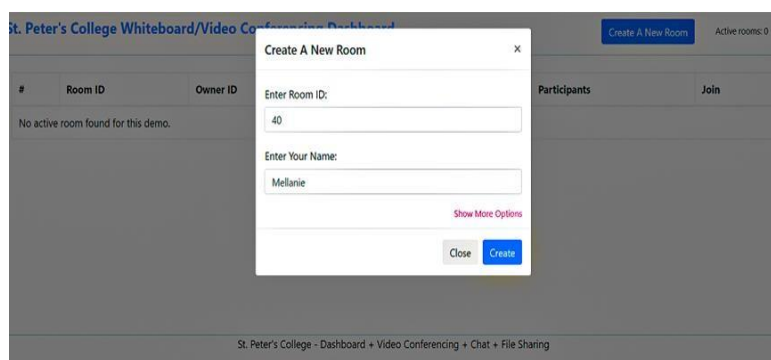 St. Peter's College Whiteboard/Video Conferencing Dashboard
Create A New Room
Active rooms: 0
Create A New Room ×
# Room ID Owner ID Participants Join
No active room found for this demo.
Enter Room ID:
40
Enter Your Name:
Mellanie
Show More Options
Close Create
St. Peter's College - Dashboard + Video Conferencing + Chat + File Sharing